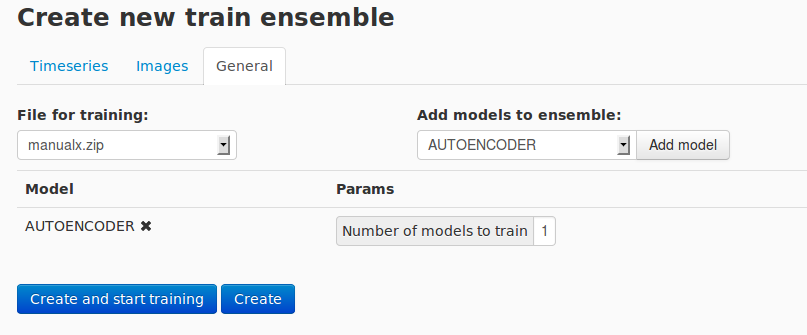 Create new train ensemble
Timeseries Images General
File for training: Add models to ensemble:
manualx.zip AUTOENCODER Add model
Model Params
AUTOENCODER ✖ Number of models to train 1
Create and start training Create